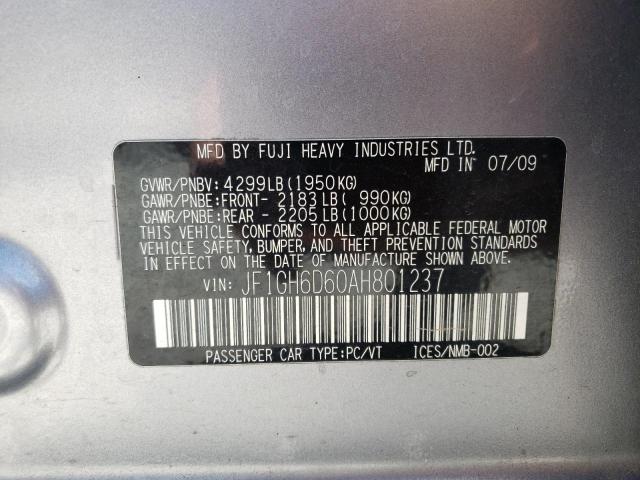 MFD BY FUJI HEAVY INDUSTRIES LTD.
MFD IN 07/09
GVWR/PNBV: 4299LB(1950KG)
GAWR/PNBE:FRONT- 2183LB( 990KG)
GAWR/PNBE:REAR - 2205LB(1000KG)
THIS VEHICLE CONFORMS TO ALL APPLICABLE FEDERAL MOTOR
VEHICLE SAFETY, BUMPER, AND THEFT PREVENTION STANDARDS
IN EFFECT ON THE DATE OF MANUFACTURE SHOWN ABOVE.
VIN: JF1GH6D60AH801237
PASSENGER CAR TYPE:PC/VT ICES/NMB-002